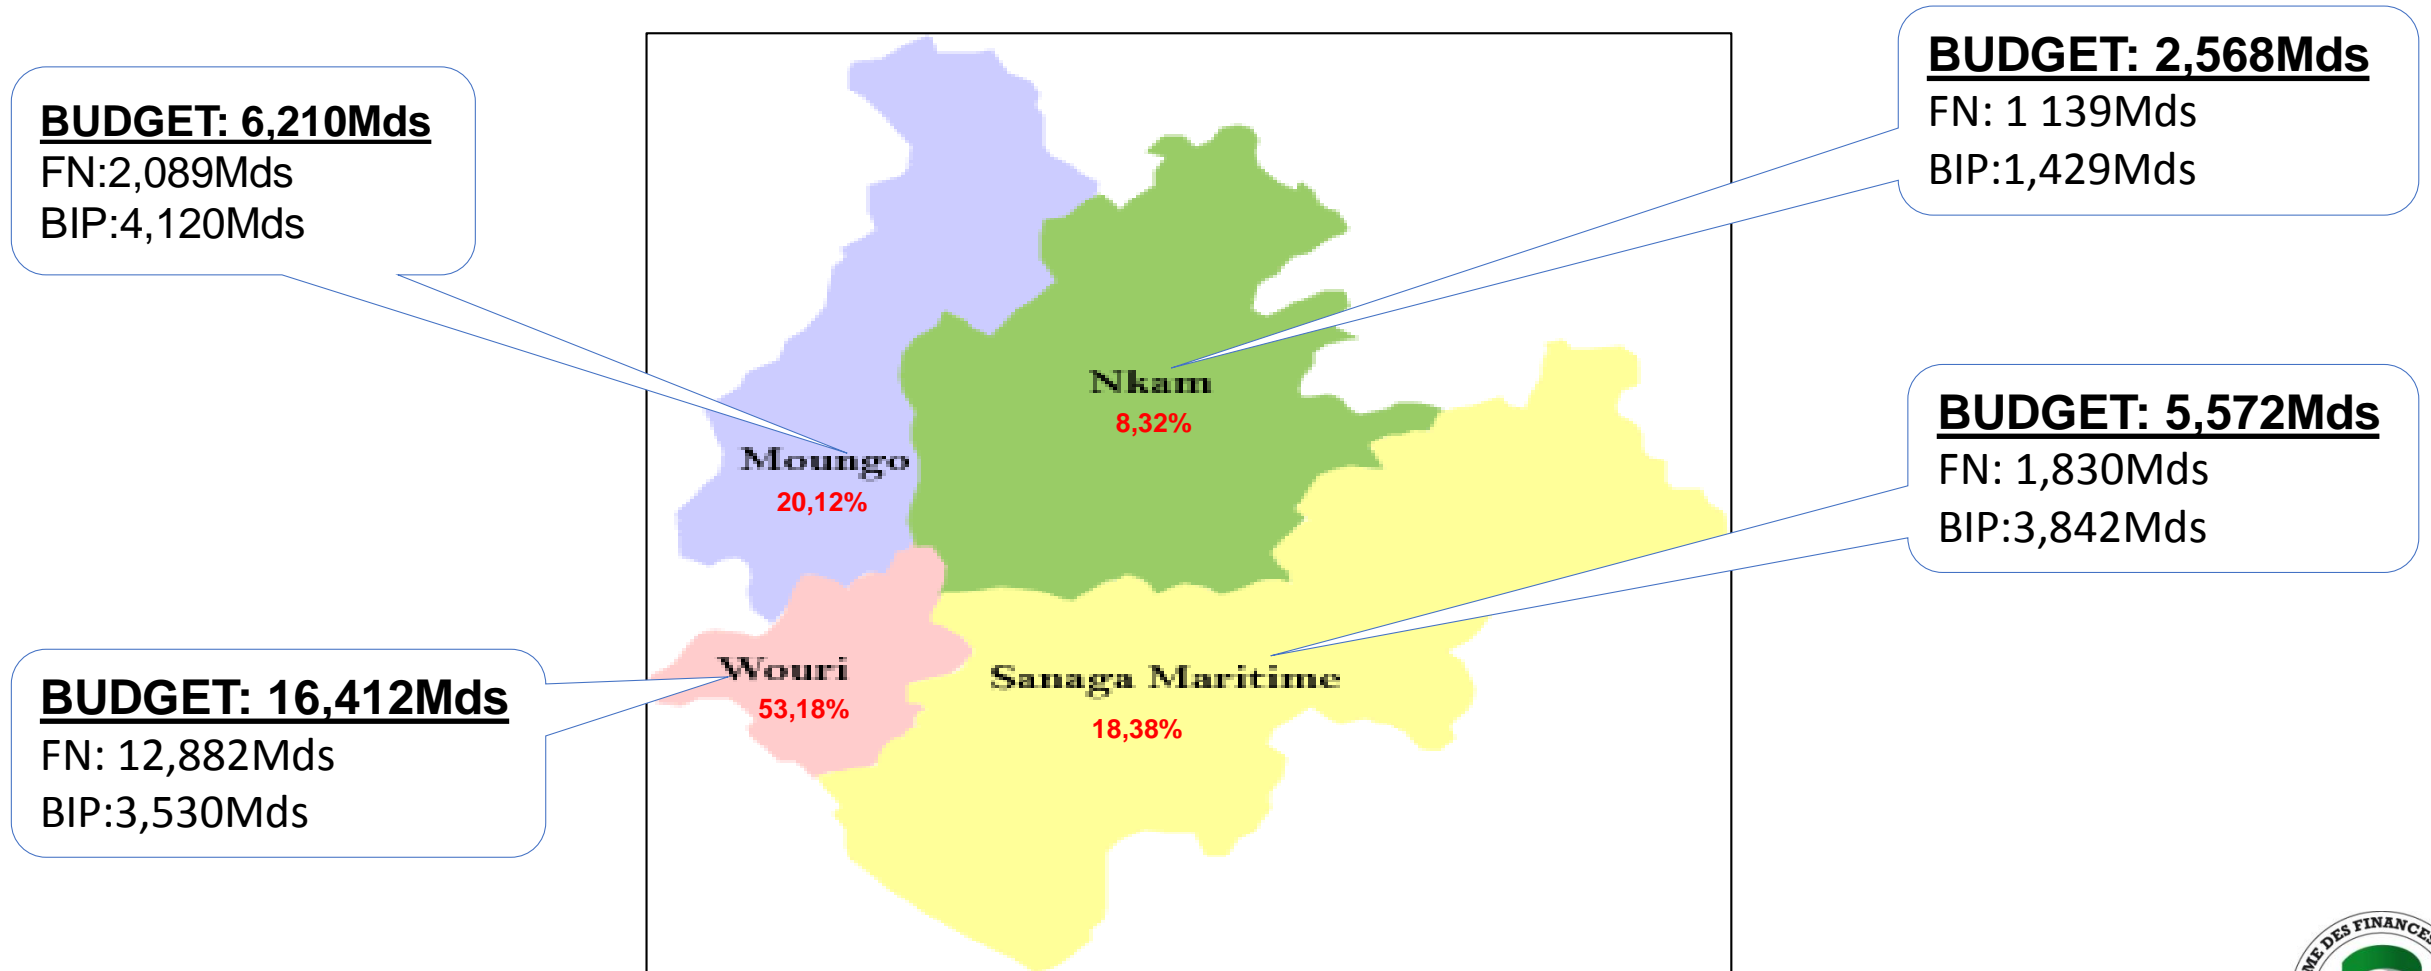 BUDGET: 6,210Mds
FN:2,089Mds
BIP:4,120Mds
BUDGET: 2,568Mds
FN: 1 139Mds
BIP:1,429Mds
Nkam
8,32%
Moungo
20,12%
BUDGET: 5,572Mds
FN: 1,830Mds
BIP:3,842Mds
Wouri
53,18%
Sanaga Maritime
18,38%
BUDGET: 16,412Mds
FN: 12,882Mds
BIP:3,530Mds
DES FINANCES